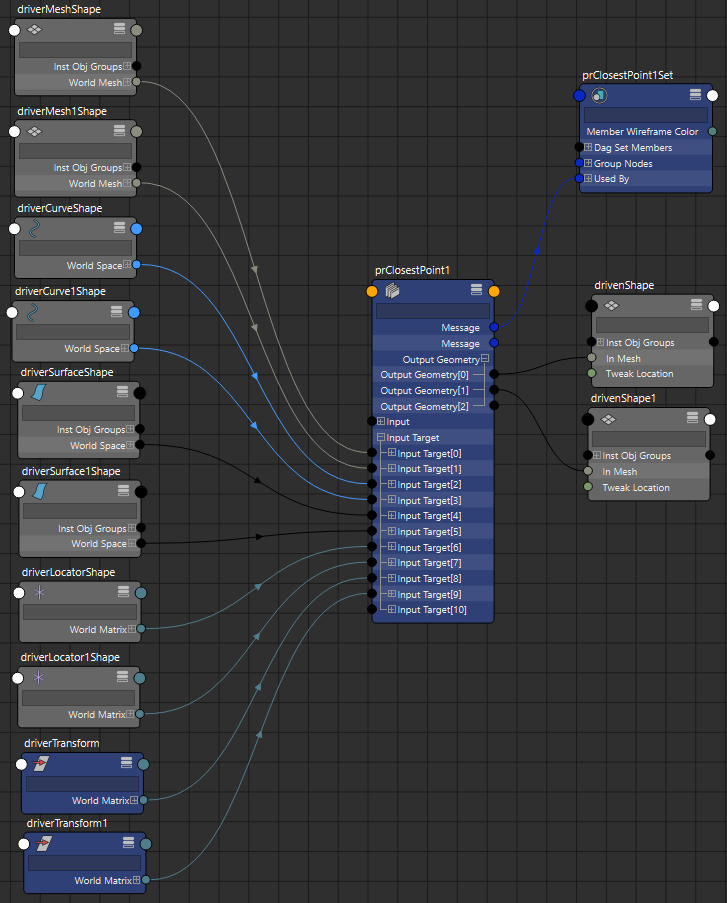 driverMeshShape
Inst Obj Groups
World Mesh
driverMesh1Shape
Inst Obj Groups
World Mesh
driverCurveShape
World Space
driverCurve1Shape
World Space
driverSurfaceShape
Inst Obj Groups
World Space
driverSurface1Shape
Inst Obj Groups
World Space
driverLocatorShape
World Matrix
driverLocator1Shape
World Matrix
driverTransform
World Matrix
driverTransform1
World Matrix
prClosestPoint1
Message
Message
Output Geometry
Output Geometry[0]
Output Geometry[1]
Output Geometry[2]
Input
Input Target
Input Target[0]
Input Target[1]
Input Target[2]
Input Target[3]
Input Target[4]
Input Target[5]
Input Target[6]
Input Target[7]
Input Target[8]
Input Target[9]
Input Target[10]
prClosestPoint1Set
Member Wireframe Color
Dag Set Members
Group Nodes
Used By
drivenShape
Inst Obj Groups
In Mesh
Tweak Location
drivenShape1
Inst Obj Groups
In Mesh
Tweak Location